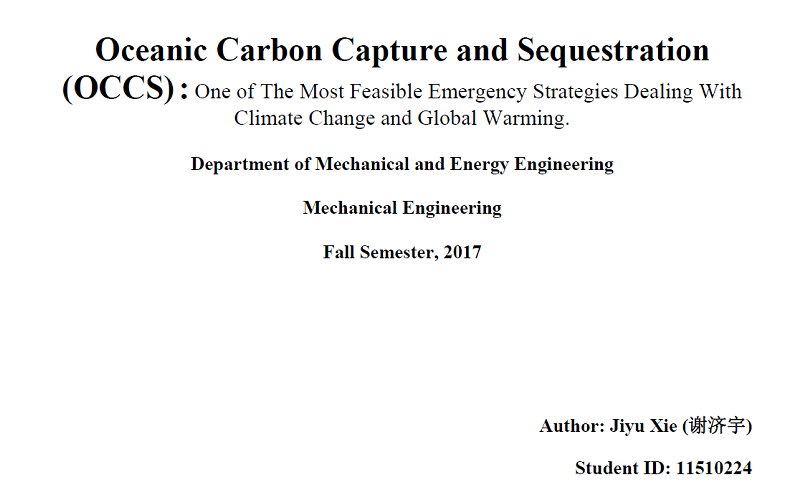 Oceanic Carbon Capture and Sequestration
(OCCS) : One of The Most Feasible Emergency Strategies Dealing With
Climate Change and Global Warming.
Department of Mechanical and Energy Engineering
Mechanical Engineering
Fall Semester, 2017
Author: Jiyu Xie (谢济宇)
Student ID: 11510224